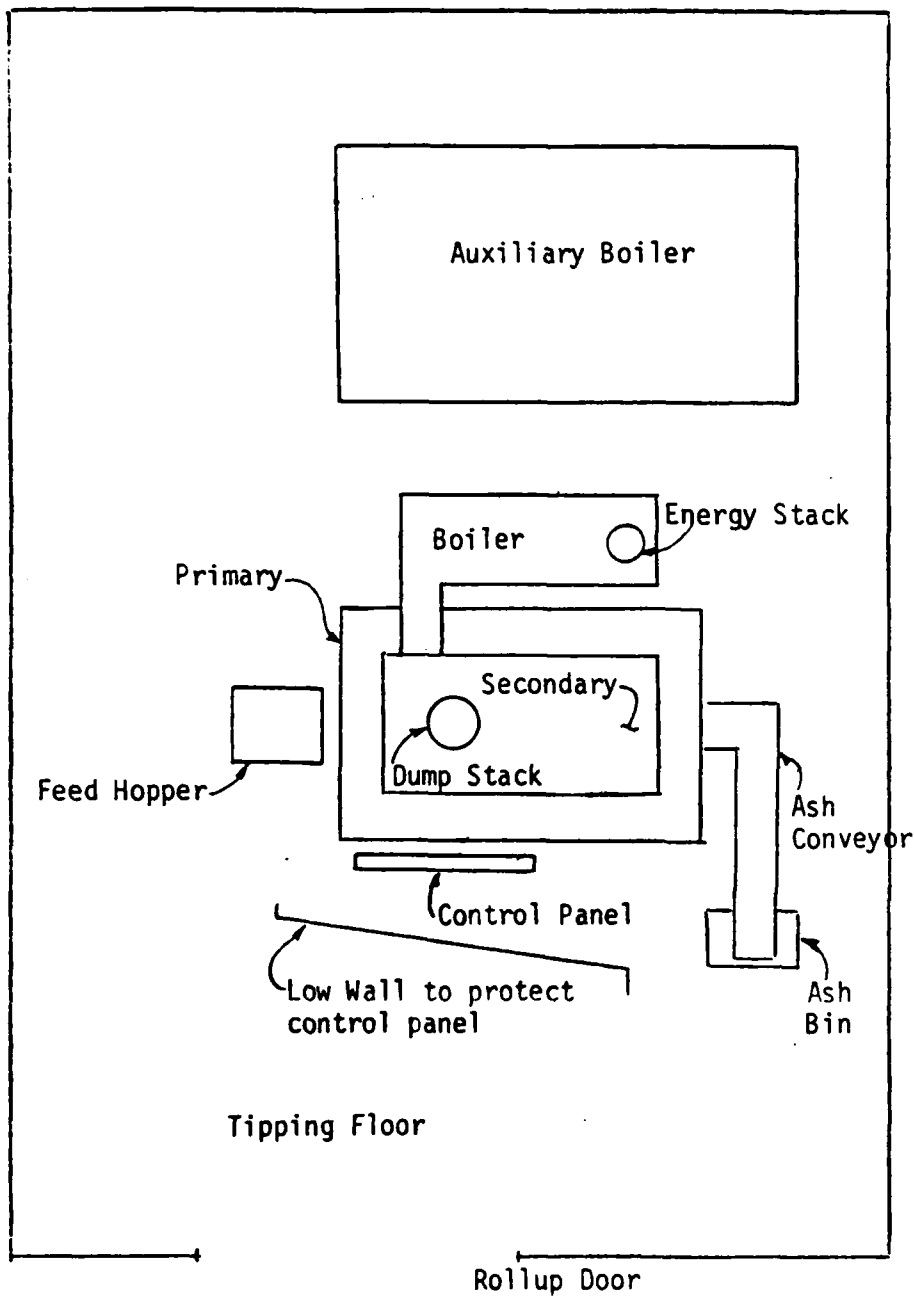 Auxiliary Boiler
Energy Stack
Boiler
Primary
Secondary
Dump Stack
Feed Hopper
Ash
Conveyor
Control Panel
Low Wall to protect
control panel
Ash
Bin
Tipping Floor
Rollup Door